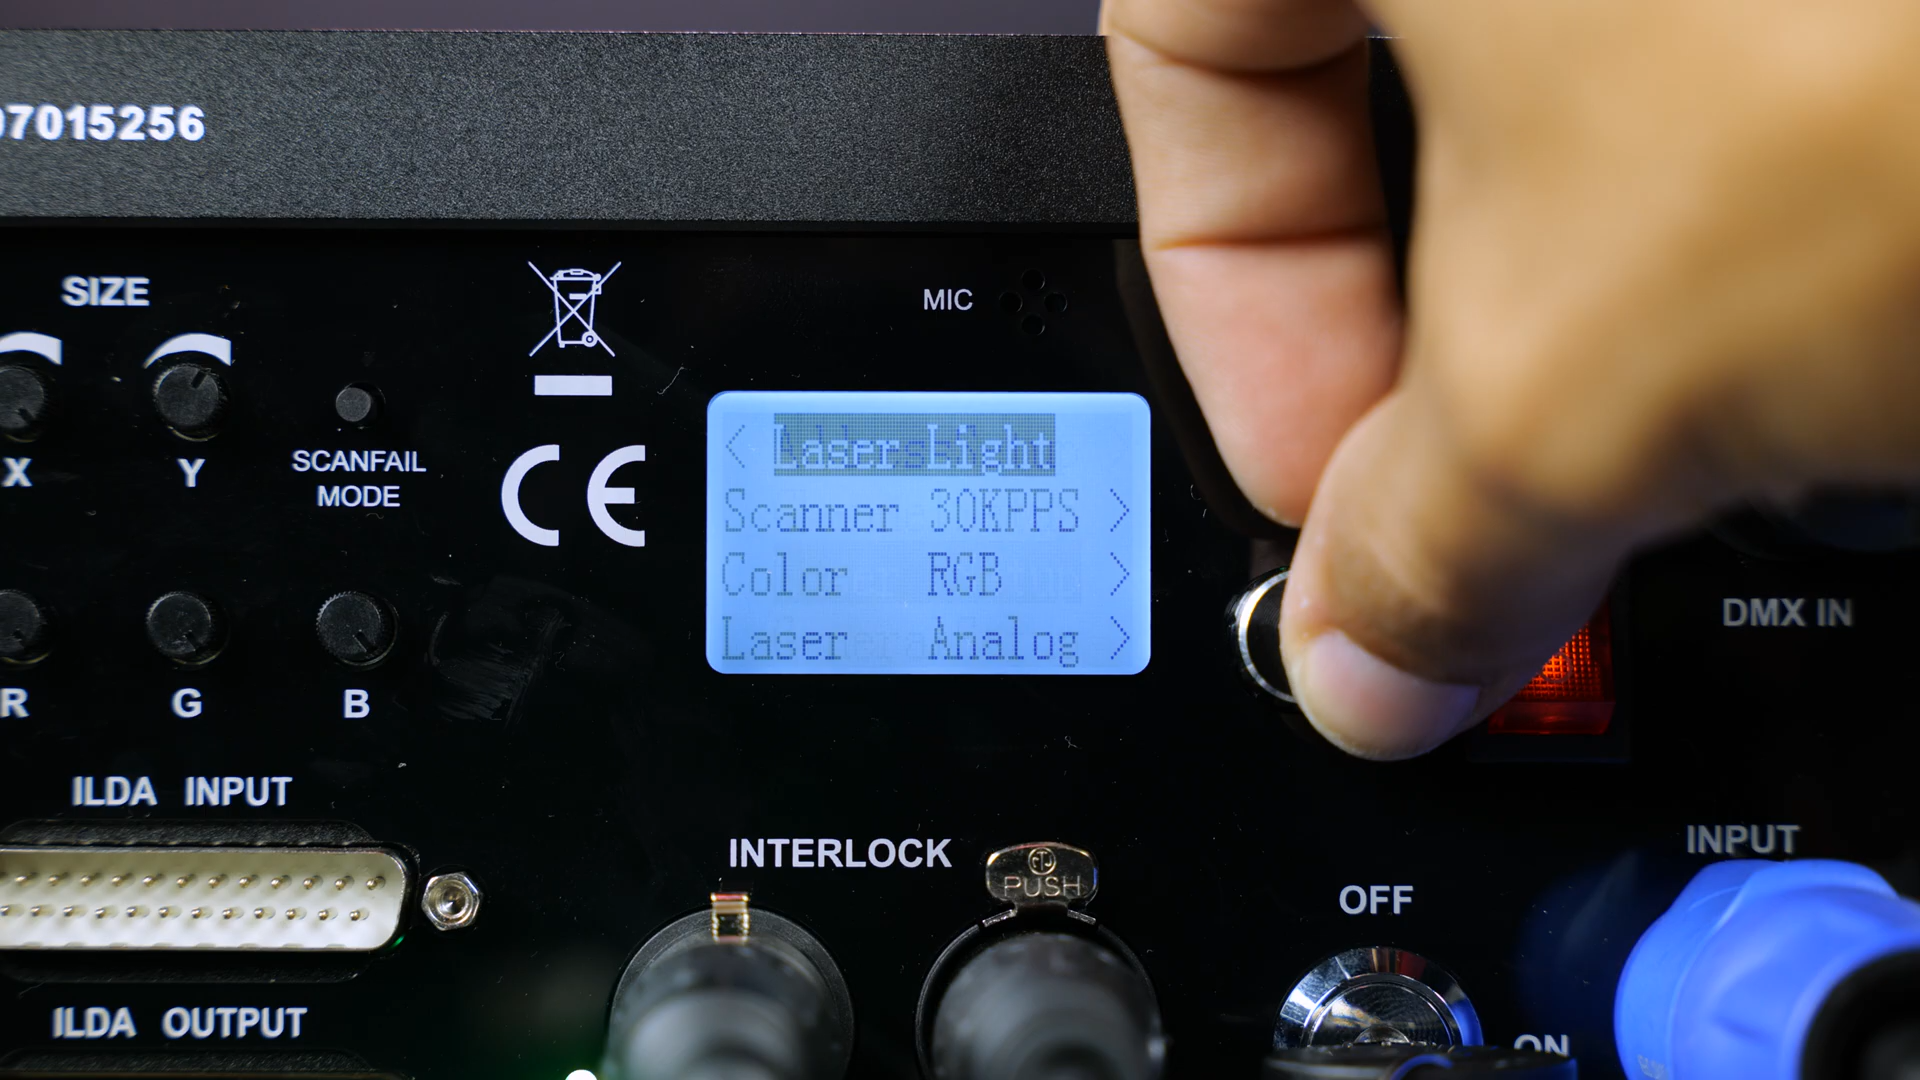 07015256
SIZE
MIC
X
Y
SCANFAIL
MODE
CE
< Laser Light
Scanner 30KPPS >
Color RGB >
Laser Analog >
DMX IN
R
G
B
ILDA INPUT
INTERLOCK
PUSH
INPUT
OFF
ILDA OUTPUT
ON